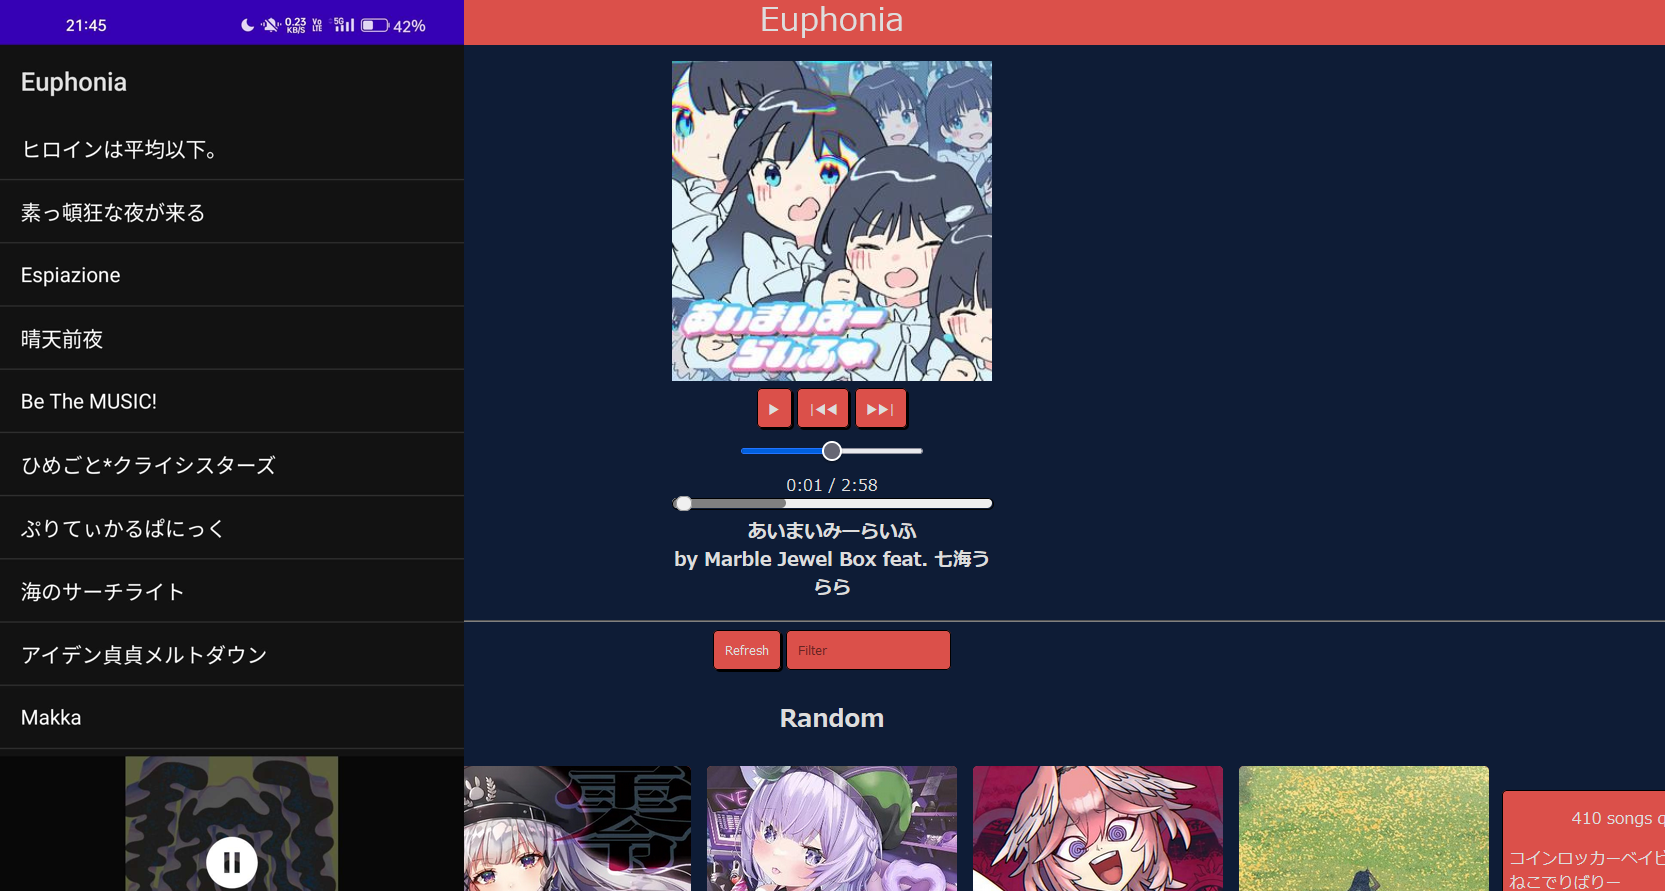 21:45
0.23 KB/S
Vo LTE
5G
42%
Euphonia
ヒロインは平均以下。
素っ頓狂な夜が来る
Espiazione
晴天前夜
Be The MUSIC!
ひめごと*クライシスターズ
ぷりてぃかるぱにっく
海のサーチライト
アイデン貞貞メルトダウン
Makka
Euphonia
あいまいみー
らいふ♥
0:01 / 2:58
あいまいみーらいふ
by Marble Jewel Box feat. 七海う
らら
Refresh
Filter
Random
零
410 songs q
コインロッカーベイビ
ねこでりばりー